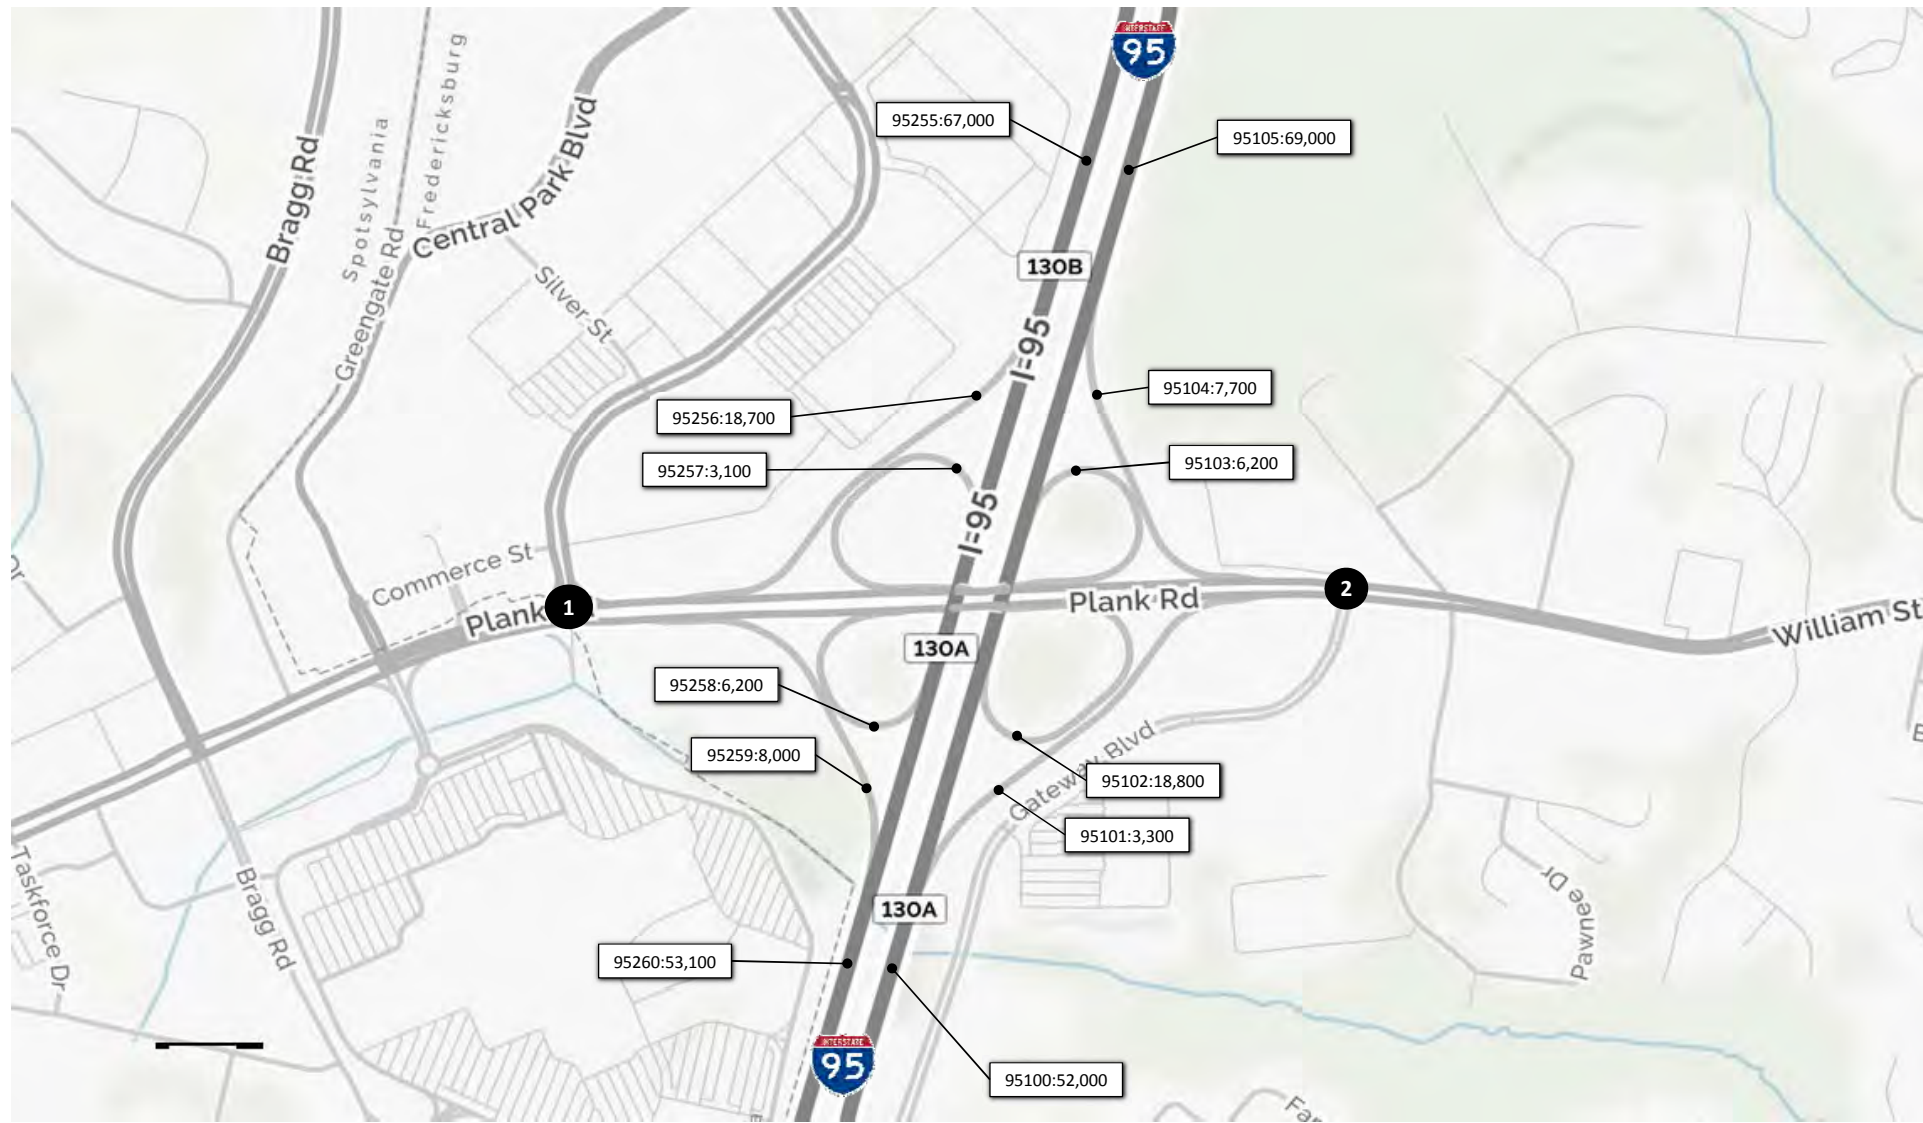 INTERSTATE
95
95255:67,000
95105:69,000
Bragg Rd
Spotsylvania
Fredericksburg
Central Park Blvd
Greengate Rd
Silver St
130B
I-95
95256:18,700
95104:7,700
95257:3,100
95103:6,200
I-95
Commerce St
Plank
1
Plank Rd
2
William St
130A
95258:6,200
95259:8,000
Gateway Blvd
95102:18,800
95101:3,300
Taskforce Dr
Bragg Rd
130A
Pawnee Dr
95260:53,100
INTERSTATE
95
95100:52,000
Dr